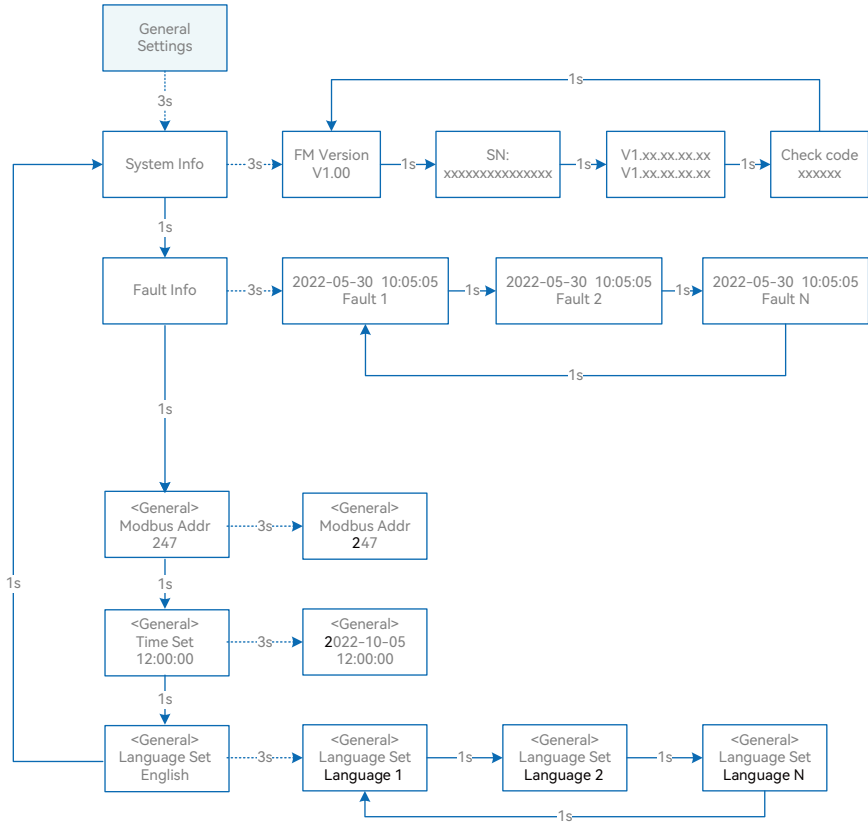 General
Settings
3s
1s
System Info
3s
FM Version
V1.00
1s
SN:
xxxxxxxxxxxxxxx
1s
V1.xx.xx.xx.xx
V1.xx.xx.xx.xx
1s
Check code
xxxxxx
1s
Fault Info
3s
2022-05-30 10:05:05
Fault 1
1s
2022-05-30 10:05:05
Fault 2
1s
2022-05-30 10:05:05
Fault N
1s
1s
<General>
Modbus Addr
247
3s
<General>
Modbus Addr
247
1s
1s
<General>
Time Set
12:00:00
3s
<General>
2022-10-05
12:00:00
1s
<General>
Language Set
English
3s
<General>
Language Set
Language 1
1s
<General>
Language Set
Language 2
1s
<General>
Language Set
Language N
1s